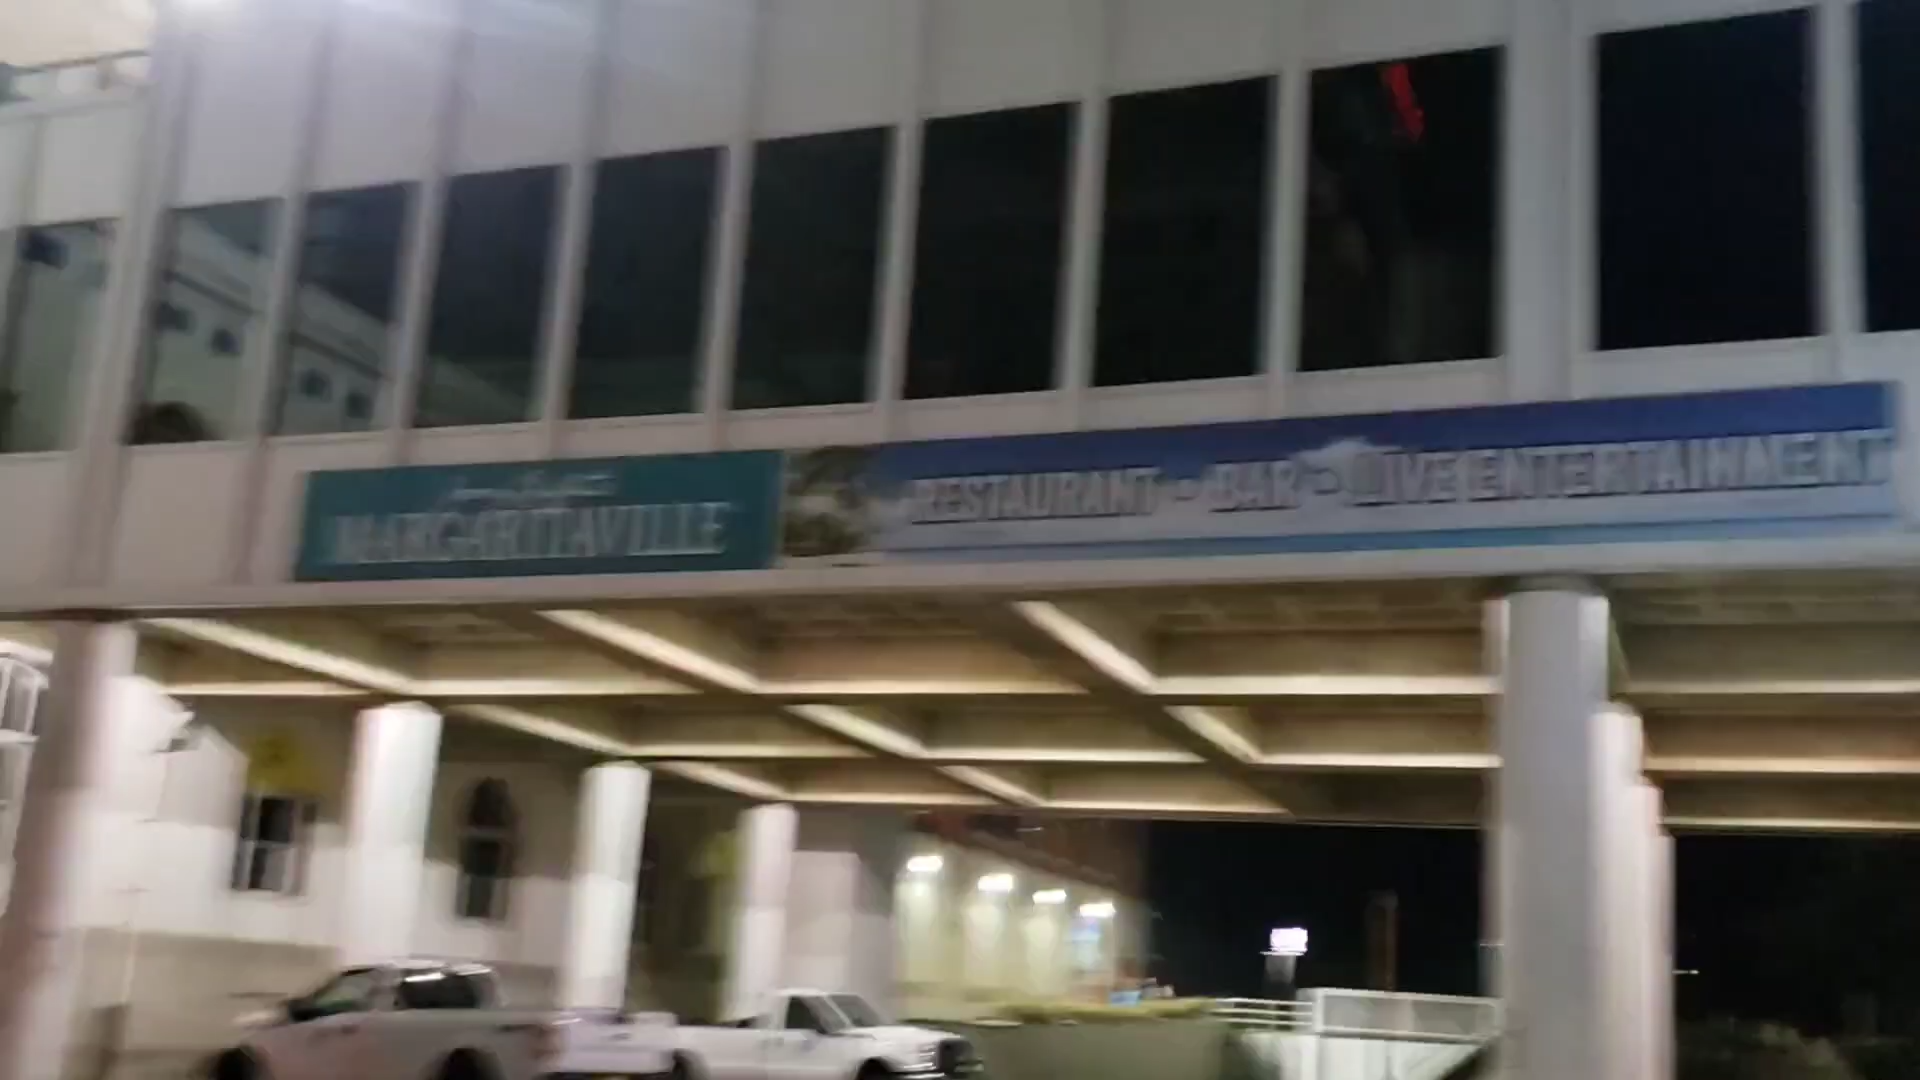 MARGARITAVILLE
RESTAURANT - BAR - LIVE ENTERTAINMENT